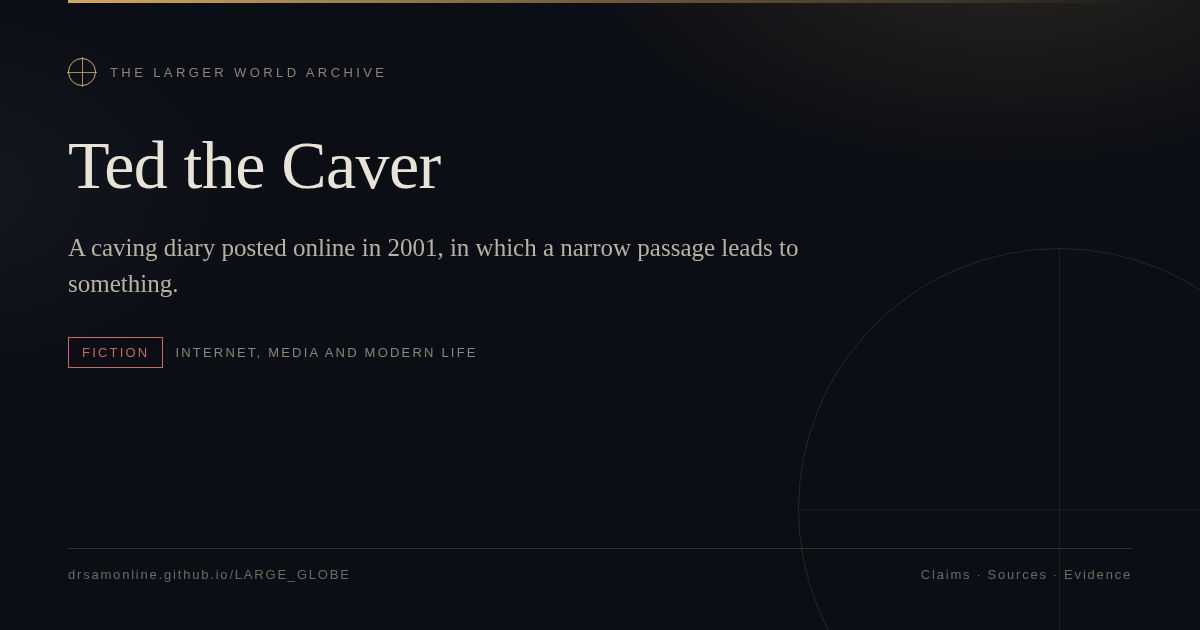 THE LARGER WORLD ARCHIVE
Ted the Caver
A caving diary posted online in 2001, in which a narrow passage leads to
something.
FICTION INTERNET, MEDIA AND MODERN LIFE
drsamonline.github.io/LARGE_GLOBE
Claims · Sources · Evidence